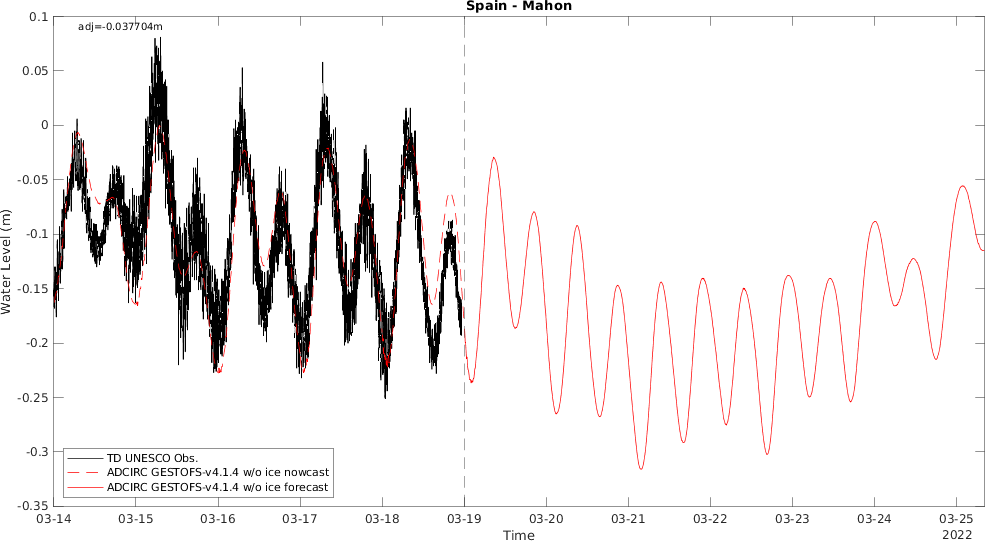 Spain - Mahon
adj=-0.037704m
0.1
0.05
0
-0.05
-0.1
-0.15
-0.2
-0.25
-0.3
-0.35
Water Level (m)
TD UNESCO Obs.
ADCIRC GESTOFS-v4.1.4 w/o ice nowcast
ADCIRC GESTOFS-v4.1.4 w/o ice forecast
03-14 03-15 03-16 03-17 03-18 03-19 03-20 03-21 03-22 03-23 03-24 03-25
2022
Time